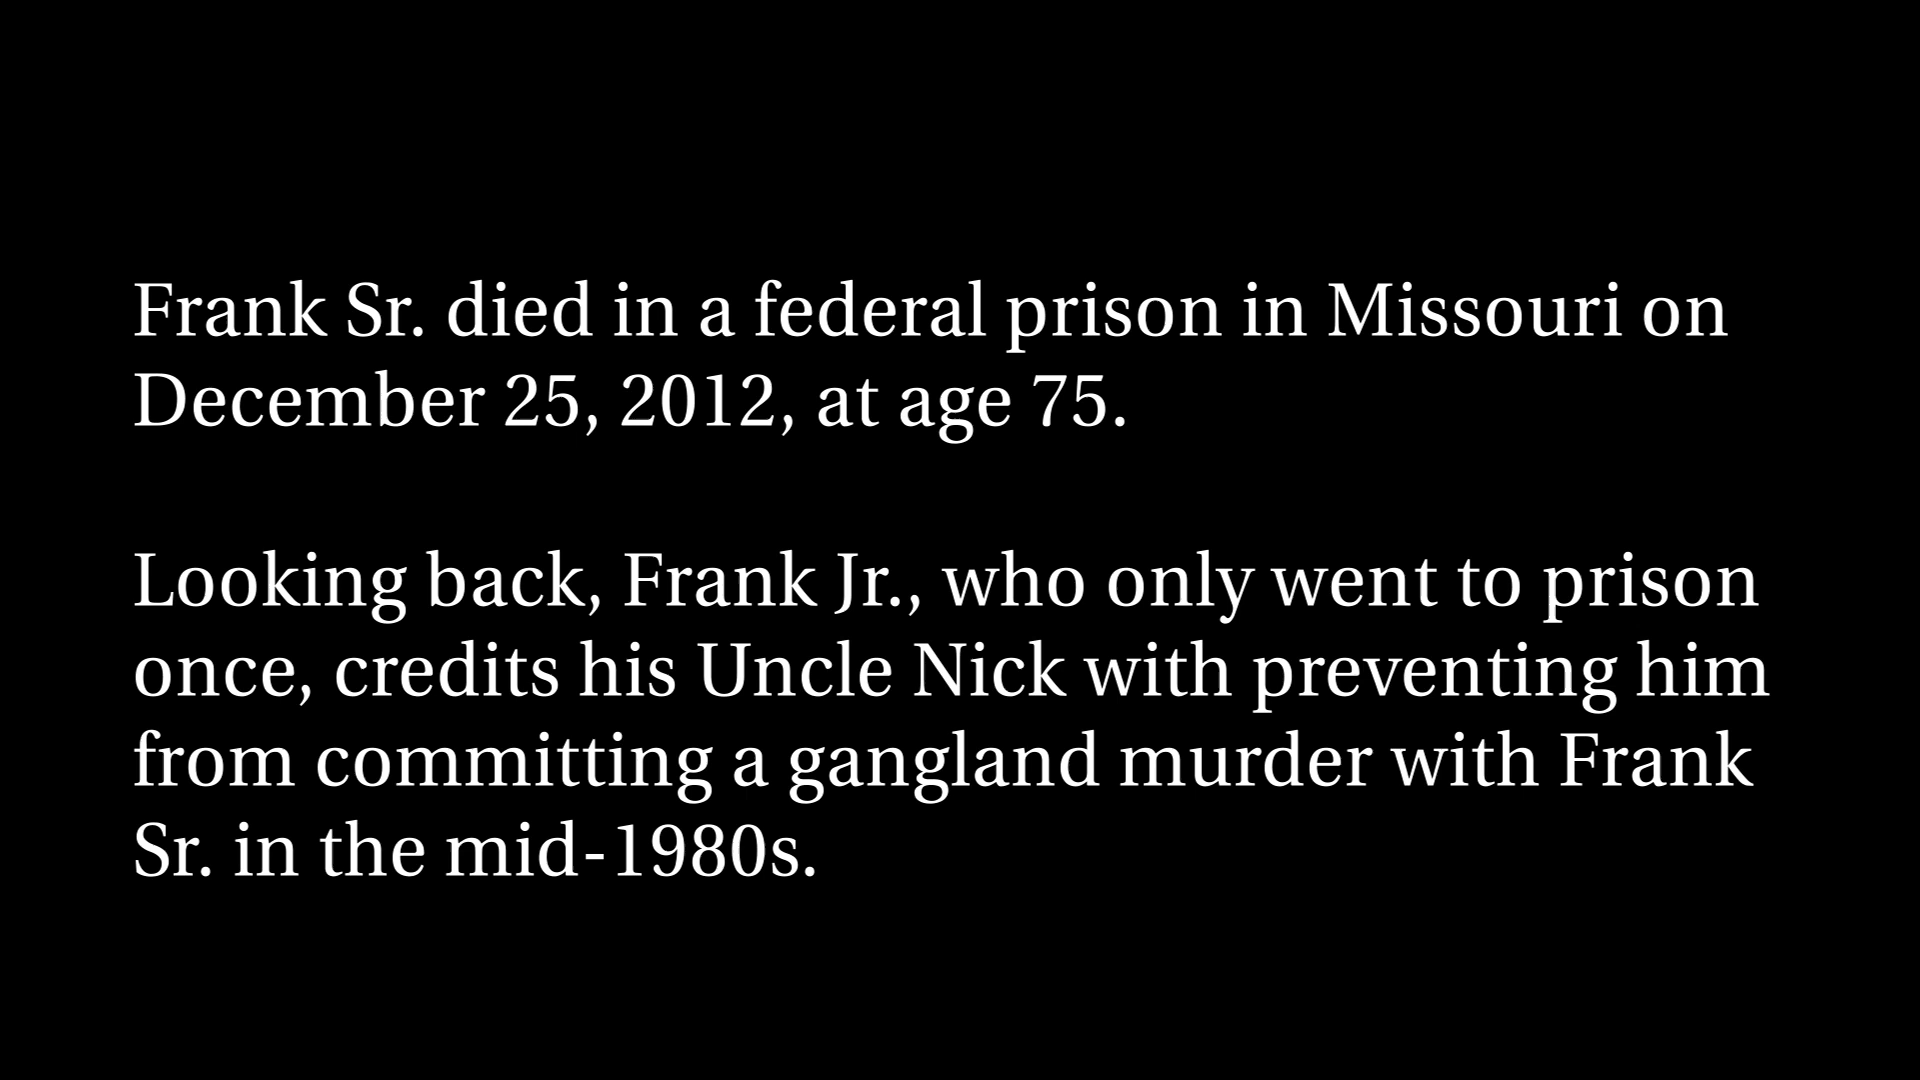 Frank Sr. died in a federal prison in Missouri on
December 25, 2012, at age 75.
Looking back, Frank Jr., who only went to prison
once, credits his Uncle Nick with preventing him
from committing a gangland murder with Frank
Sr. in the mid-1980s.